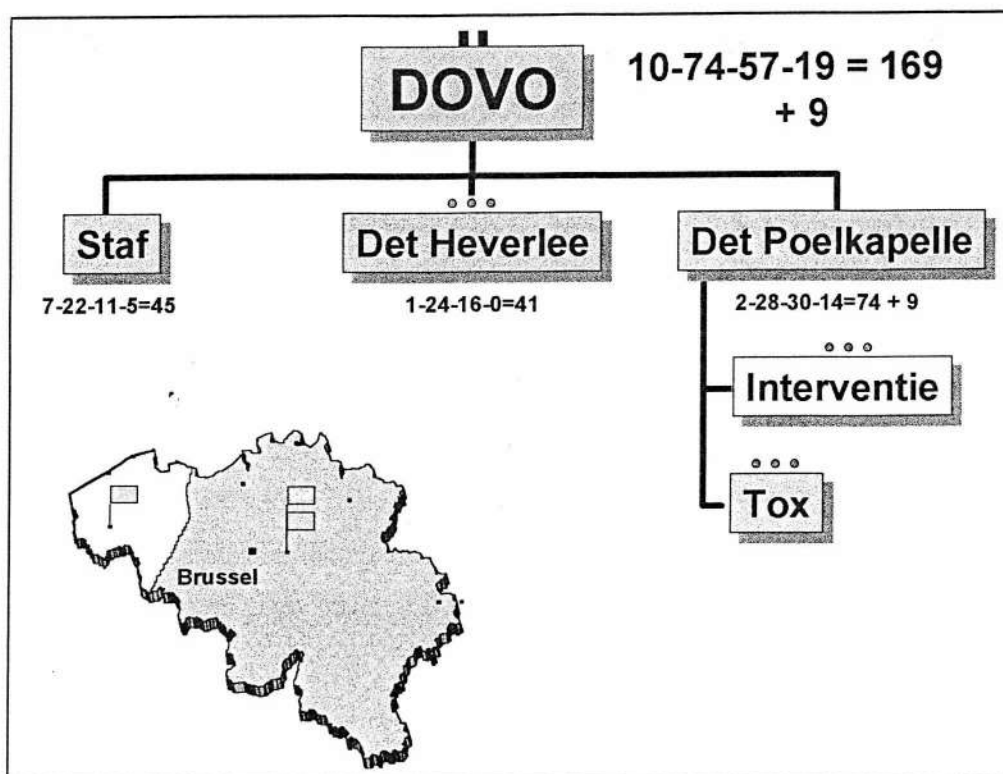 DOVO
10-74-57-19 = 169
+ 9
Staf
Det Heverlee
Det Poelkapelle
7-22-11-5=45
1-24-16-0=41
2-28-30-14=74 + 9
Interventie
Tox
Brussel